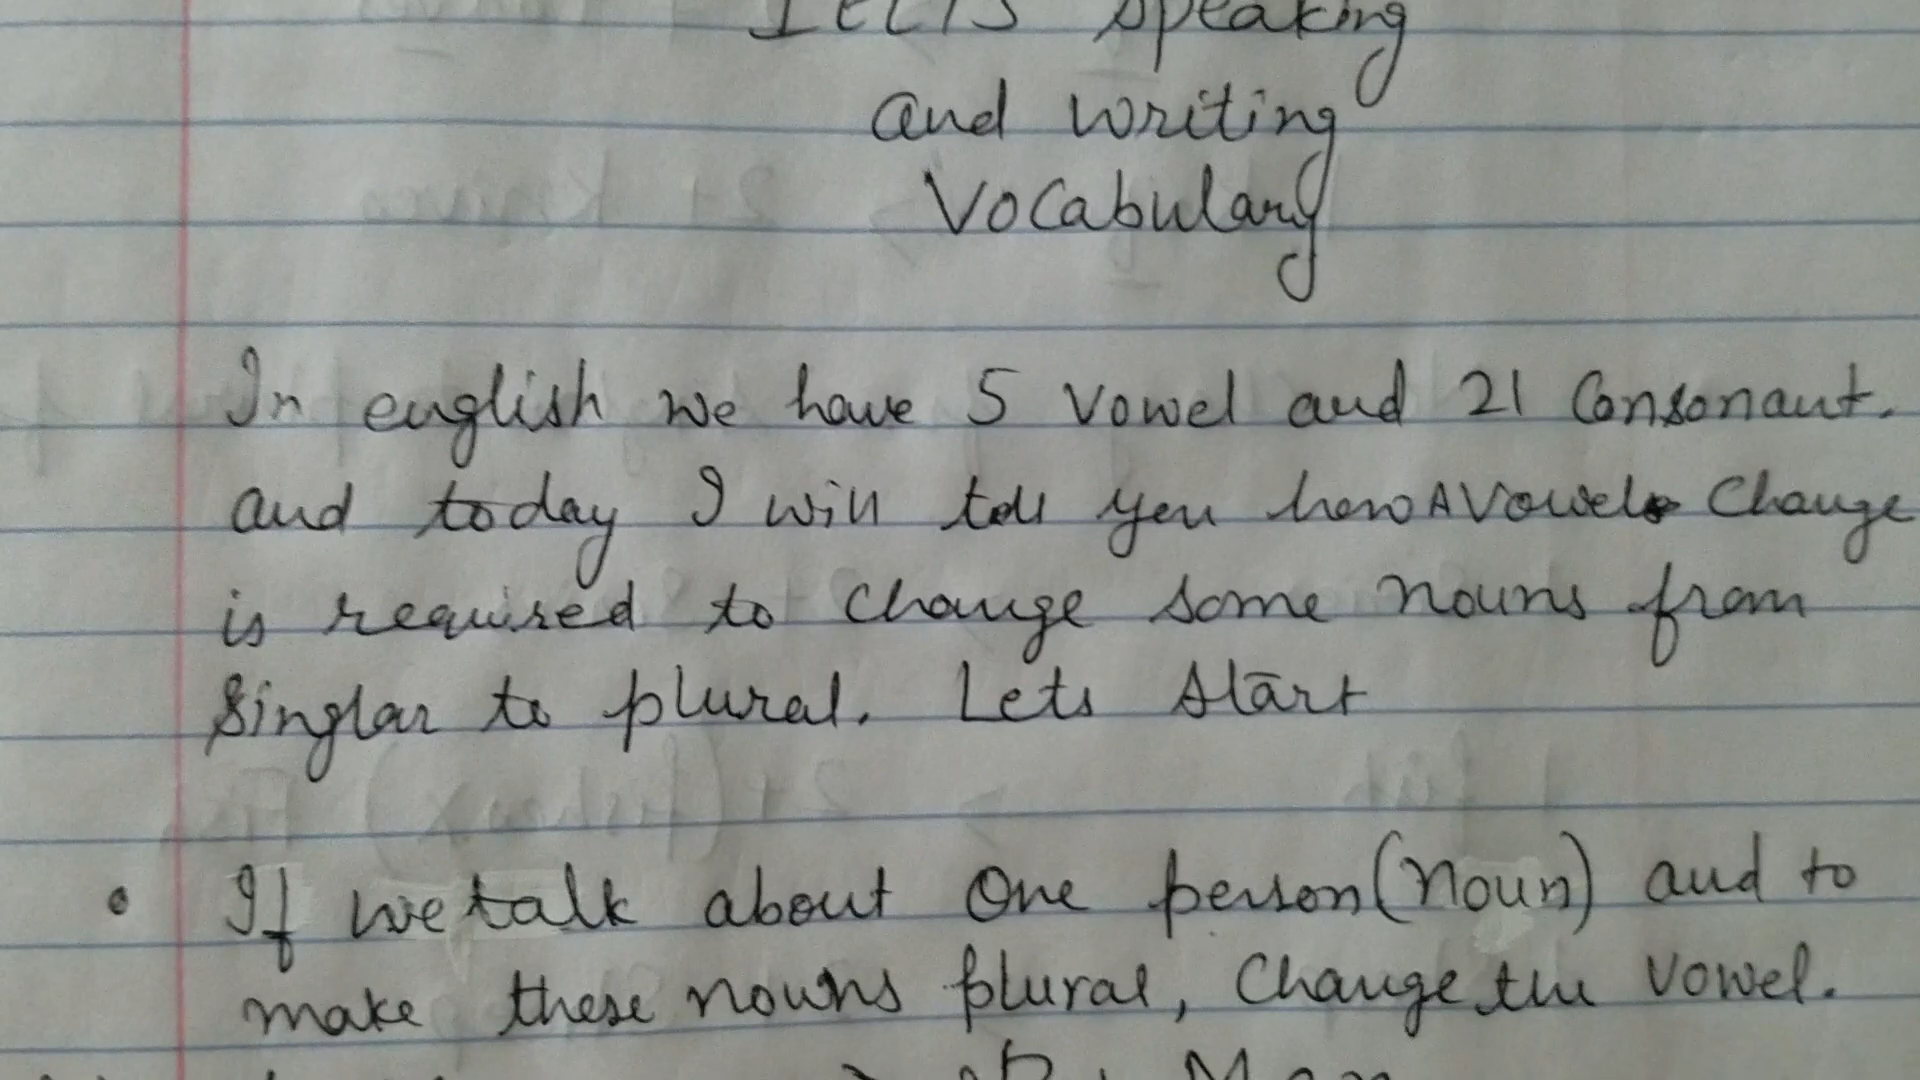 IELTS Speaking
and writing
Vocabulary
In english we have 5 Vowel and 21 Consonant.
and today I will tell you how A Vowel Change
is required to change some nouns from
Singlar to plural. Lets Start
• If we talk about One person (noun) and to
make these nouns plural, Change the Vowel.